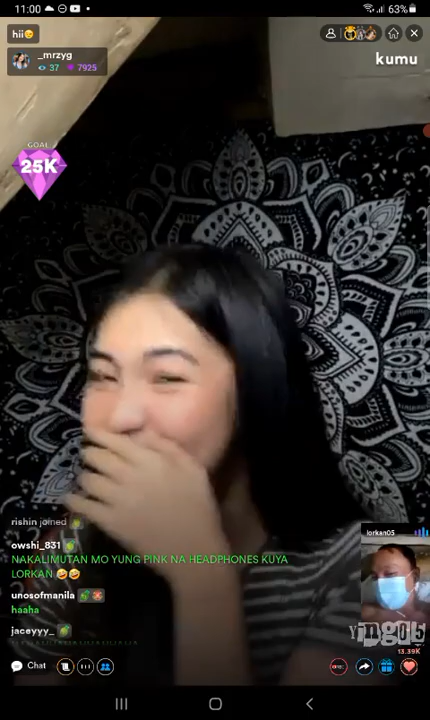 11:00
63%
hii
_mrzyg
37 7925
kumu
GOAL
25K
rishin joined
owshi_831
NAKALIMUTAN MO YUNG PINK NA HEADPHONES KUYA
LORKAN 🤣🤣
unosofmanila
haaha
jaceyyy_
lorkan05
13.39K
Chat